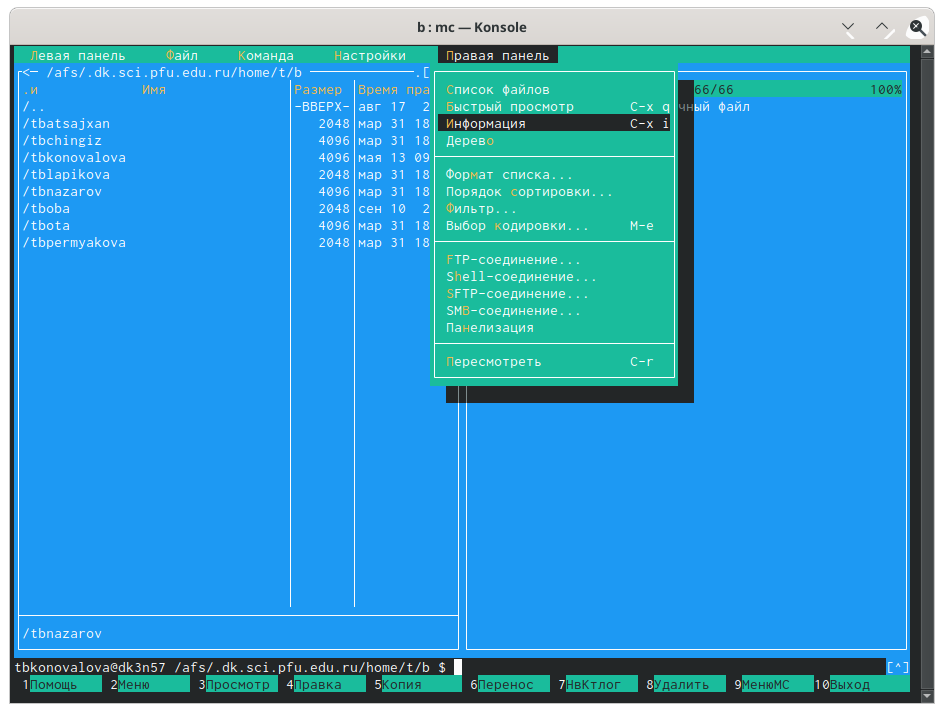 b : mc — Konsole
Левая панель Файл Команда Настройки Правая панель
<─ /afs/.dk.sci.pfu.edu.ru/home/t/b .[
.и Имя Размер Время пра
/.. -ВВЕРХ- авг 17 2
/tbatsajxan 2048 мар 31 18
/tbchingiz 4096 мар 31 18
/tbkonovalova 4096 мая 13 09
/tblapikova 2048 мар 31 18
/tbnazarov 4096 мар 31 18
/tboba 2048 сен 10 2
/tbota 4096 мар 31 18
/tbpermyakova 2048 мар 31 18
Список файлов
Быстрый просмотр C-x q
Информация C-x i
Дерево
Формат списка...
Порядок сортировки...
Фильтр...
Выбор кодировки... M-e
FTP-соединение...
Shell-соединение...
SFTP-соединение...
SMB-соединение...
Панелизация
Пересмотреть C-r
66/66 100%
чный файл
/tbnazarov
tbkonovalova@dk3n57 /afs/.dk.sci.pfu.edu.ru/home/t/b $ [^]
1Помощь 2Меню 3Просмотр 4Правка 5Копия 6Перенос 7НвКтлог 8Удалить 9МенюМС 10Выход